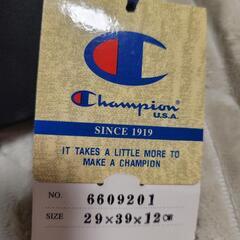 Champion
U.S.A.
SINCE 1919
IT TAKES A LITTLE MORE TO
MAKE A CHAMPION
NO. 6609201
SIZE 29×39×12㎝